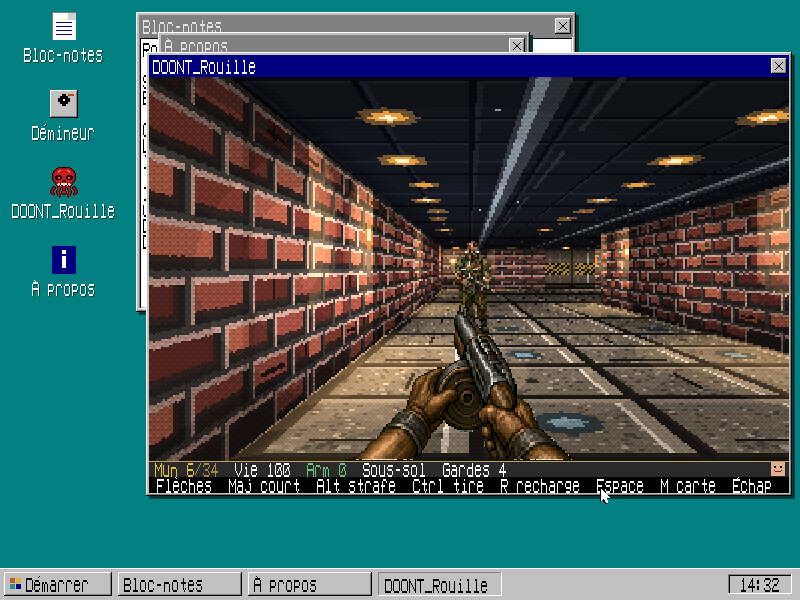 Bloc-notes
Démineur
DOONT_Rouille
À propos
Bloc-notes
À propos
DOONT_Rouille
Mun 6/34 Vie 100 Arm 0 Sous-sol Gardes 4
Flèches Maj court Alt strafe Ctrl tire R recharge Espace M carte Échap
Démarrer Bloc-notes À propos DOONT_Rouille 14:32